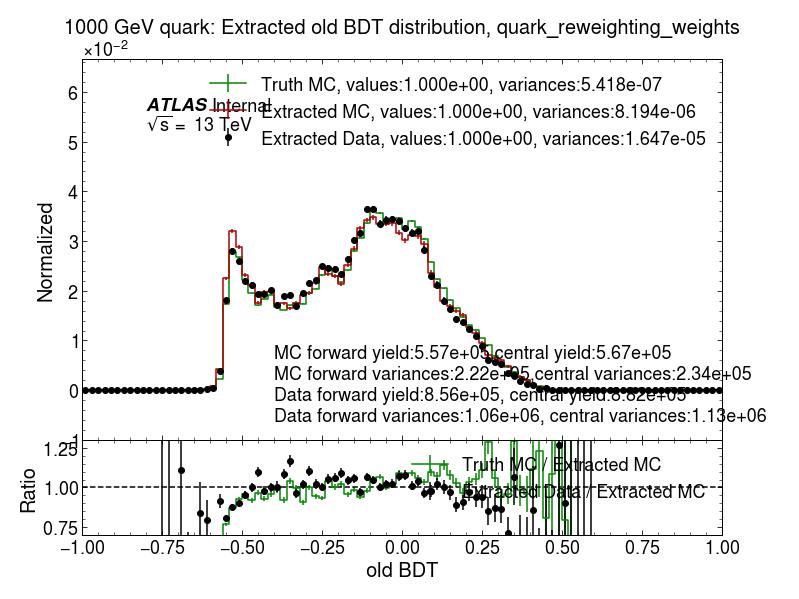 1000 GeV quark: Extracted old BDT distribution, quark_reweighting_weights
×10⁻²
Truth MC, values:1.000e+00, variances:5.418e-07
ATLAS Internal
Extracted MC, values:1.000e+00, variances:8.194e-06
√s = 13 TeV
Extracted Data, values:1.000e+00, variances:1.647e-05
6
5
4
3
2
1
0
1
Normalized
MC forward yield:5.57e+05, central yield:5.67e+05
MC forward variances:2.22e+05,central variances:2.34e+05
Data forward yield:8.56e+05, central yield:8.82e+05
Data forward variances:1.06e+06, central variances:1.13e+06
1.25
1.00
0.75
Ratio
Truth MC / Extracted MC
Extracted Data / Extracted MC
−1.00 −0.75 −0.50 −0.25 0.00 0.25 0.50 0.75 1.00
old BDT